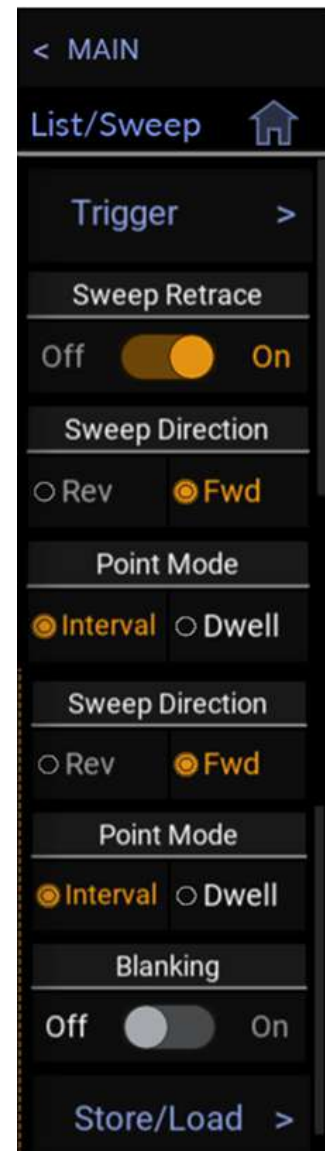 < MAIN
List/Sweep
Trigger >
Sweep Retrace
Off On
Sweep Direction
Rev Fwd
Point Mode
Interval Dwell
Sweep Direction
Rev Fwd
Point Mode
Interval Dwell
Blanking
Off On
Store/Load >